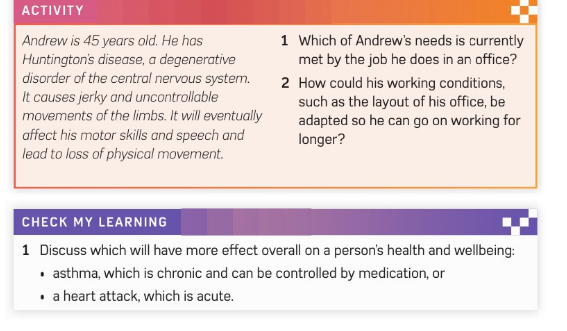 ACTIVITY
Andrew is 45 years old. He has
Huntington's disease, a degenerative
disorder of the central nervous system.
It causes jerky and uncontrollable
movements of the limbs. It will eventually
affect his motor skills and speech and
lead to loss of physical movement.
1 Which of Andrew's needs is currently
met by the job he does in an office?
2 How could his working conditions,
such as the layout of his office, be
adapted so he can go on working for
longer?
CHECK MY LEARNING
1 Discuss which will have more effect overall on a person's health and wellbeing:
• asthma, which is chronic and can be controlled by medication, or
• a heart attack, which is acute.